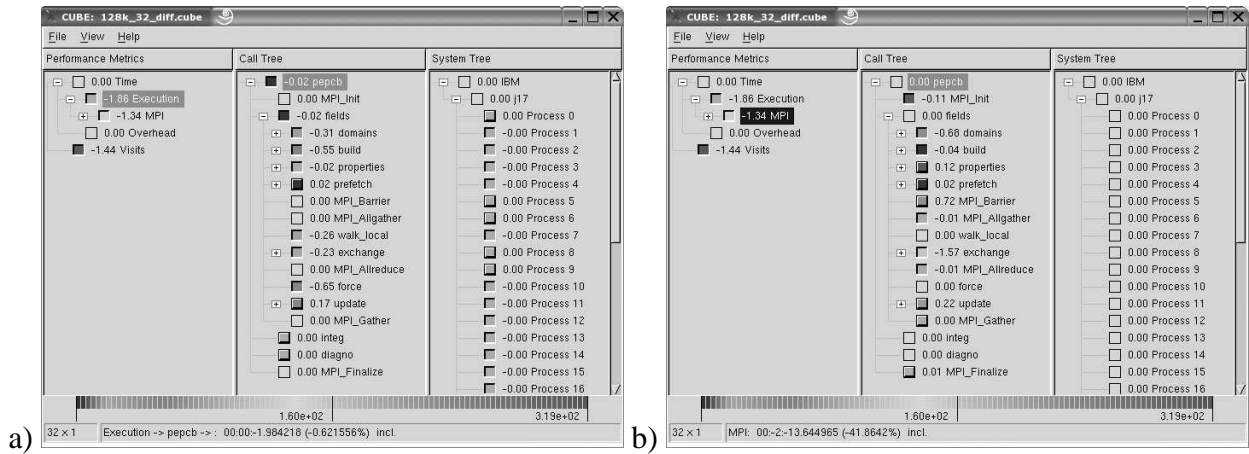 CUBE: 128k_32_diff.cube
File View Help
Performance Metrics
0.00 Time
-1.86 Execution
-1.34 MPI
0.00 Overhead
-1.44 Visits
Call Tree
-0.02 pepcb
0.00 MPI_Init
-0.02 fields
-0.31 domains
-0.55 build
-0.02 properties
0.02 prefetch
0.00 MPI_Barrier
0.00 MPI_Allgather
-0.26 walk_local
-0.23 exchange
0.00 MPI_Allreduce
-0.65 force
0.17 update
0.00 MPI_Gather
0.00 integ
0.00 diagno
0.00 MPI_Finalize
System Tree
0.00 IBM
0.00 j17
0.00 Process 0
-0.00 Process 1
-0.00 Process 2
-0.00 Process 3
-0.00 Process 4
0.00 Process 5
0.00 Process 6
-0.00 Process 7
0.00 Process 8
0.00 Process 9
-0.00 Process 10
-0.00 Process 11
-0.00 Process 12
-0.00 Process 13
-0.00 Process 14
-0.00 Process 15
-0.00 Process 16
1.60e+02 3.19e+02
32 × 1 Execution -> pepcb -> : 00:00:-1.984218 (-0.621556%) incl.
a)
CUBE: 128k_32_diff.cube
File View Help
Performance Metrics
0.00 Time
-1.86 Execution
-1.34 MPI
0.00 Overhead
-1.44 Visits
Call Tree
0.00 pepcb
-0.11 MPI_Init
0.00 fields
-0.68 domains
-0.04 build
0.12 properties
0.02 prefetch
0.72 MPI_Barrier
-0.01 MPI_Allgather
0.00 walk_local
-1.57 exchange
-0.01 MPI_Allreduce
0.00 force
0.22 update
0.00 MPI_Gather
0.00 integ
0.00 diagno
0.01 MPI_Finalize
System Tree
0.00 IBM
0.00 j17
0.00 Process 0
0.00 Process 1
0.00 Process 2
0.00 Process 3
0.00 Process 4
0.00 Process 5
0.00 Process 6
0.00 Process 7
0.00 Process 8
0.00 Process 9
0.00 Process 10
0.00 Process 11
0.00 Process 12
0.00 Process 13
0.00 Process 14
0.00 Process 15
0.00 Process 16
1.60e+02 3.19e+02
32 × 1 MPI: 00:-2:-13.644965 (-41.8642%) incl.
b)